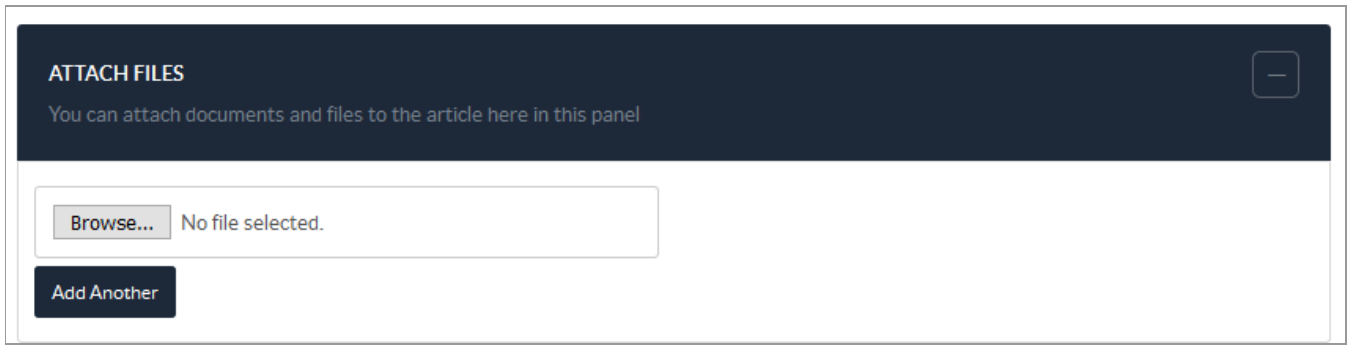 ATTACH FILES
You can attach documents and files to the article here in this panel
Browse... No file selected.
Add Another